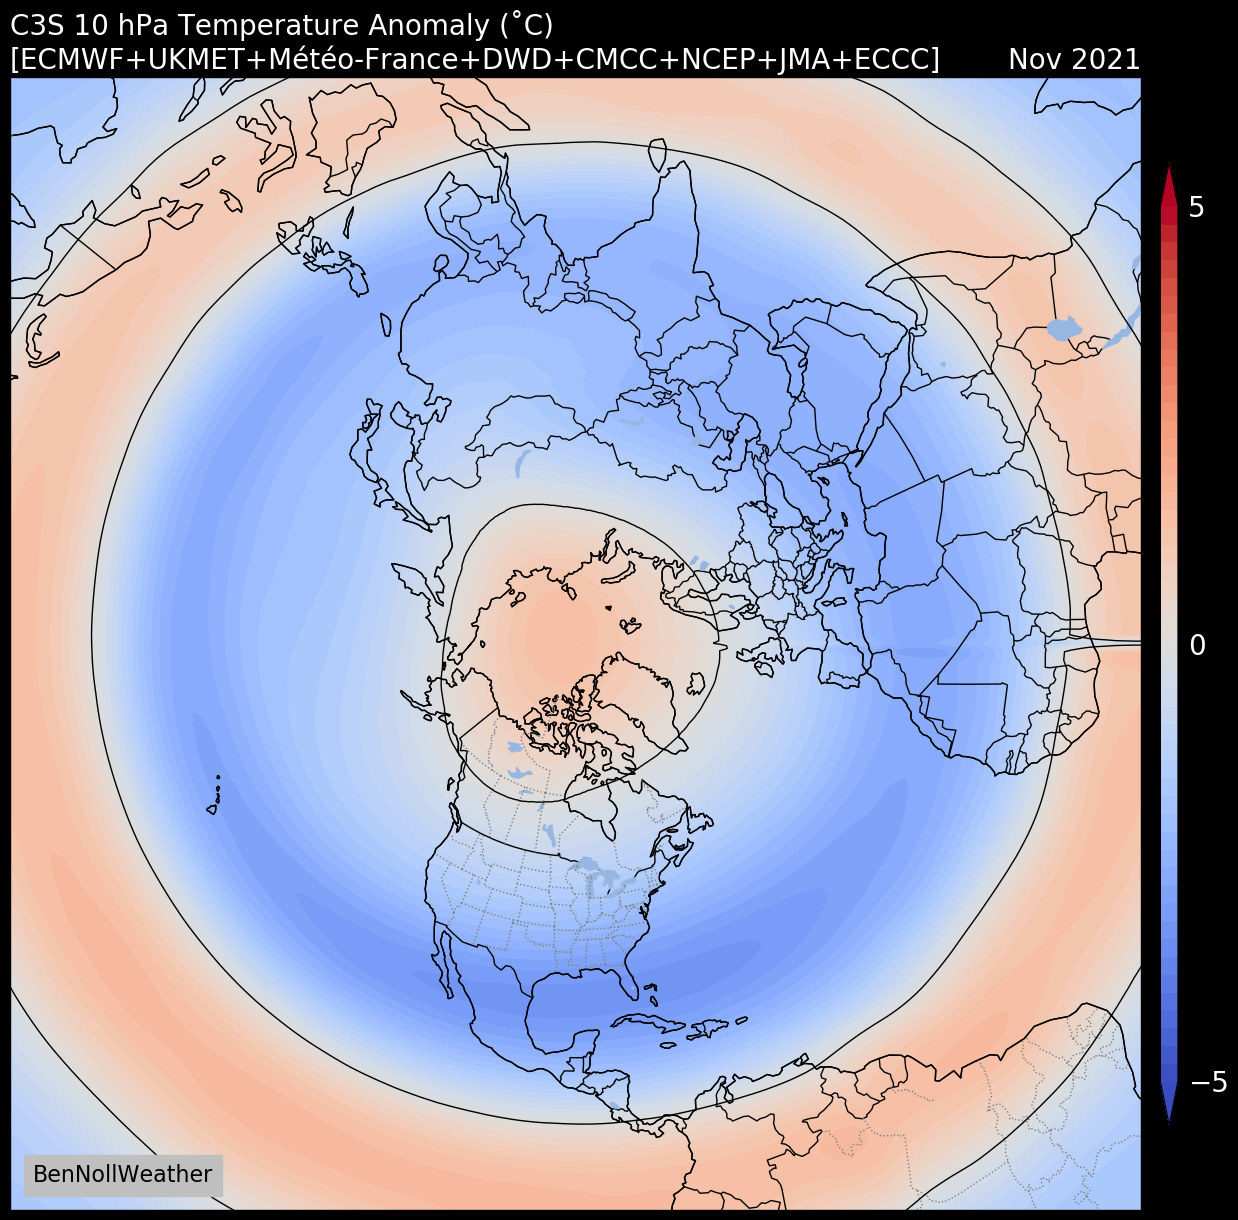 C3S 10 hPa Temperature Anomaly (˚C)
[ECMWF+UKMET+Météo-France+DWD+CMCC+NCEP+JMA+ECCC] Nov 2021
5
0
−5
BenNollWeather